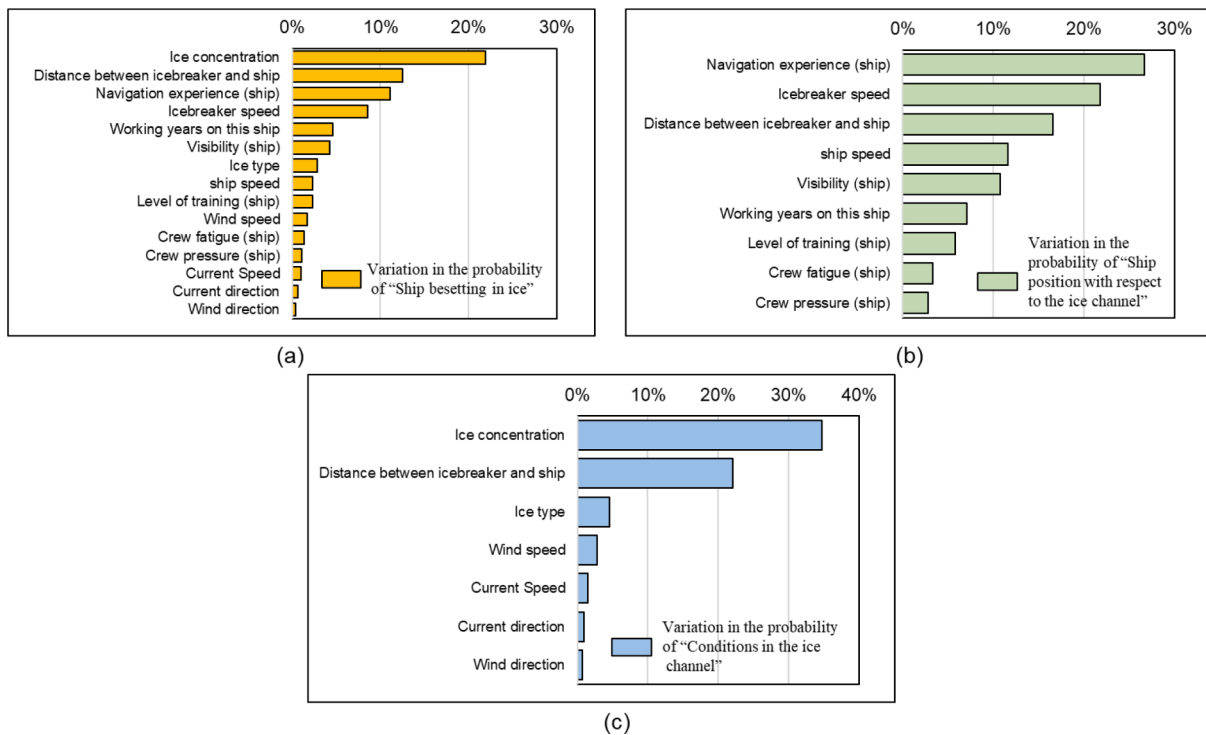 0% 10% 20% 30%
Ice concentration
Distance between icebreaker and ship
Navigation experience (ship)
Icebreaker speed
Working years on this ship
Visibility (ship)
Ice type
ship speed
Level of training (ship)
Wind speed
Crew fatigue (ship)
Crew pressure (ship)
Current Speed
Current direction
Wind direction
Variation in the probability
of “Ship besetting in ice”
(a)
0% 10% 20% 30%
Navigation experience (ship)
Icebreaker speed
Distance between icebreaker and ship
ship speed
Visibility (ship)
Working years on this ship
Level of training (ship)
Crew fatigue (ship)
Crew pressure (ship)
Variation in the
probability of “Ship
position with respect
to the ice channel”
(b)
0% 10% 20% 30% 40%
Ice concentration
Distance between icebreaker and ship
Ice type
Wind speed
Current Speed
Current direction
Wind direction
Variation in the probability
of “Conditions in the ice
channel”
(c)